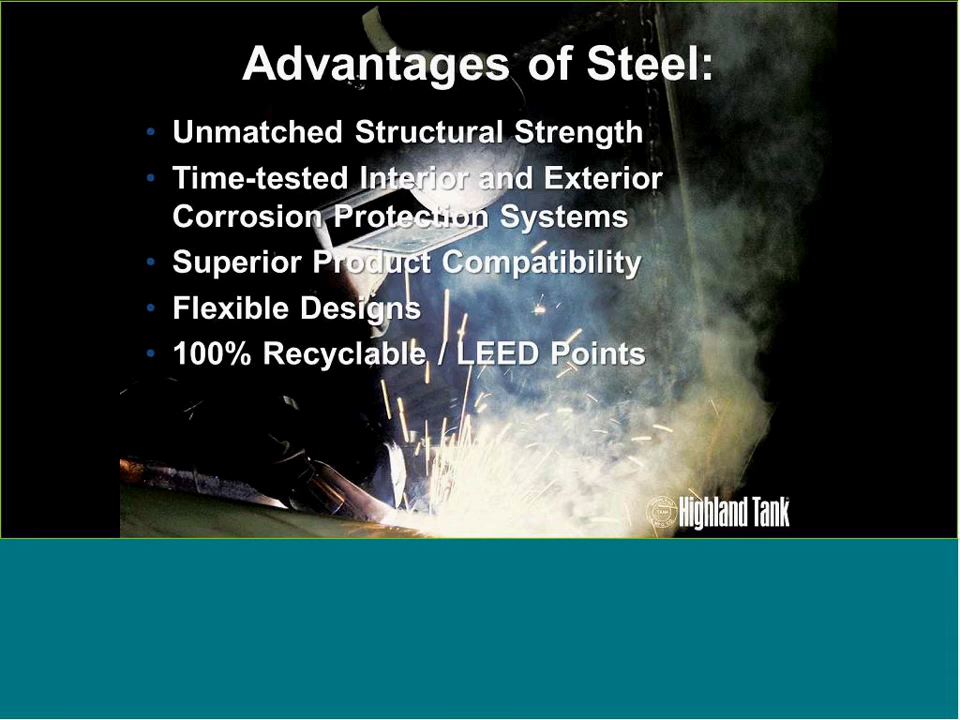 Advantages of Steel:
• Unmatched Structural Strength
• Time-tested Interior and Exterior
Corrosion Protection Systems
• Superior Product Compatibility
• Flexible Designs
• 100% Recyclable / LEED Points
TANK
Highland Tank